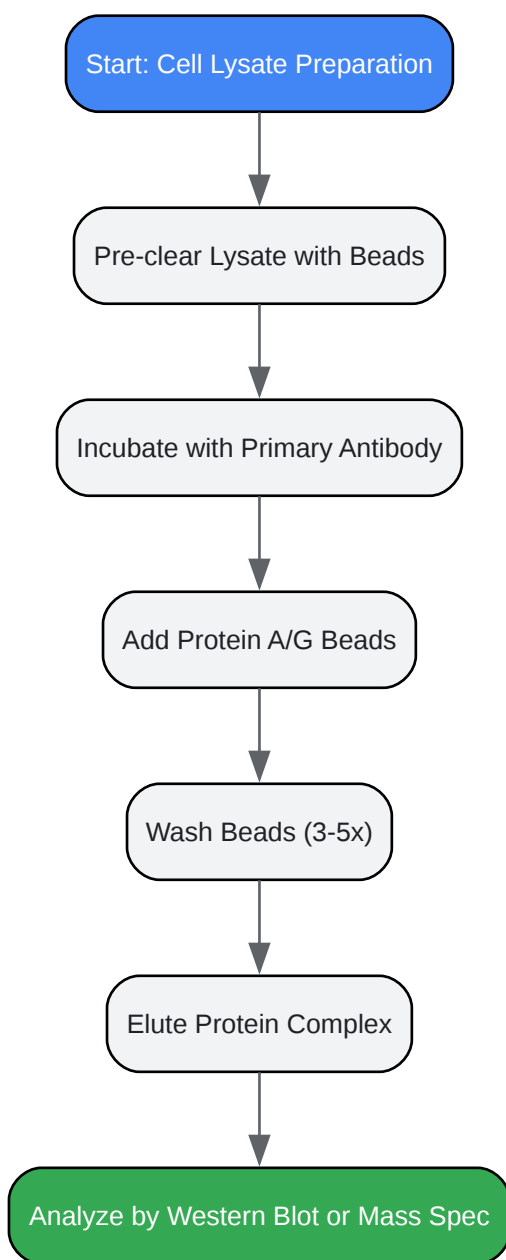 Start: Cell Lysate Preparation
Pre-clear Lysate with Beads
Incubate with Primary Antibody
Add Protein A/G Beads
Wash Beads (3-5x)
Elute Protein Complex
Analyze by Western Blot or Mass Spec